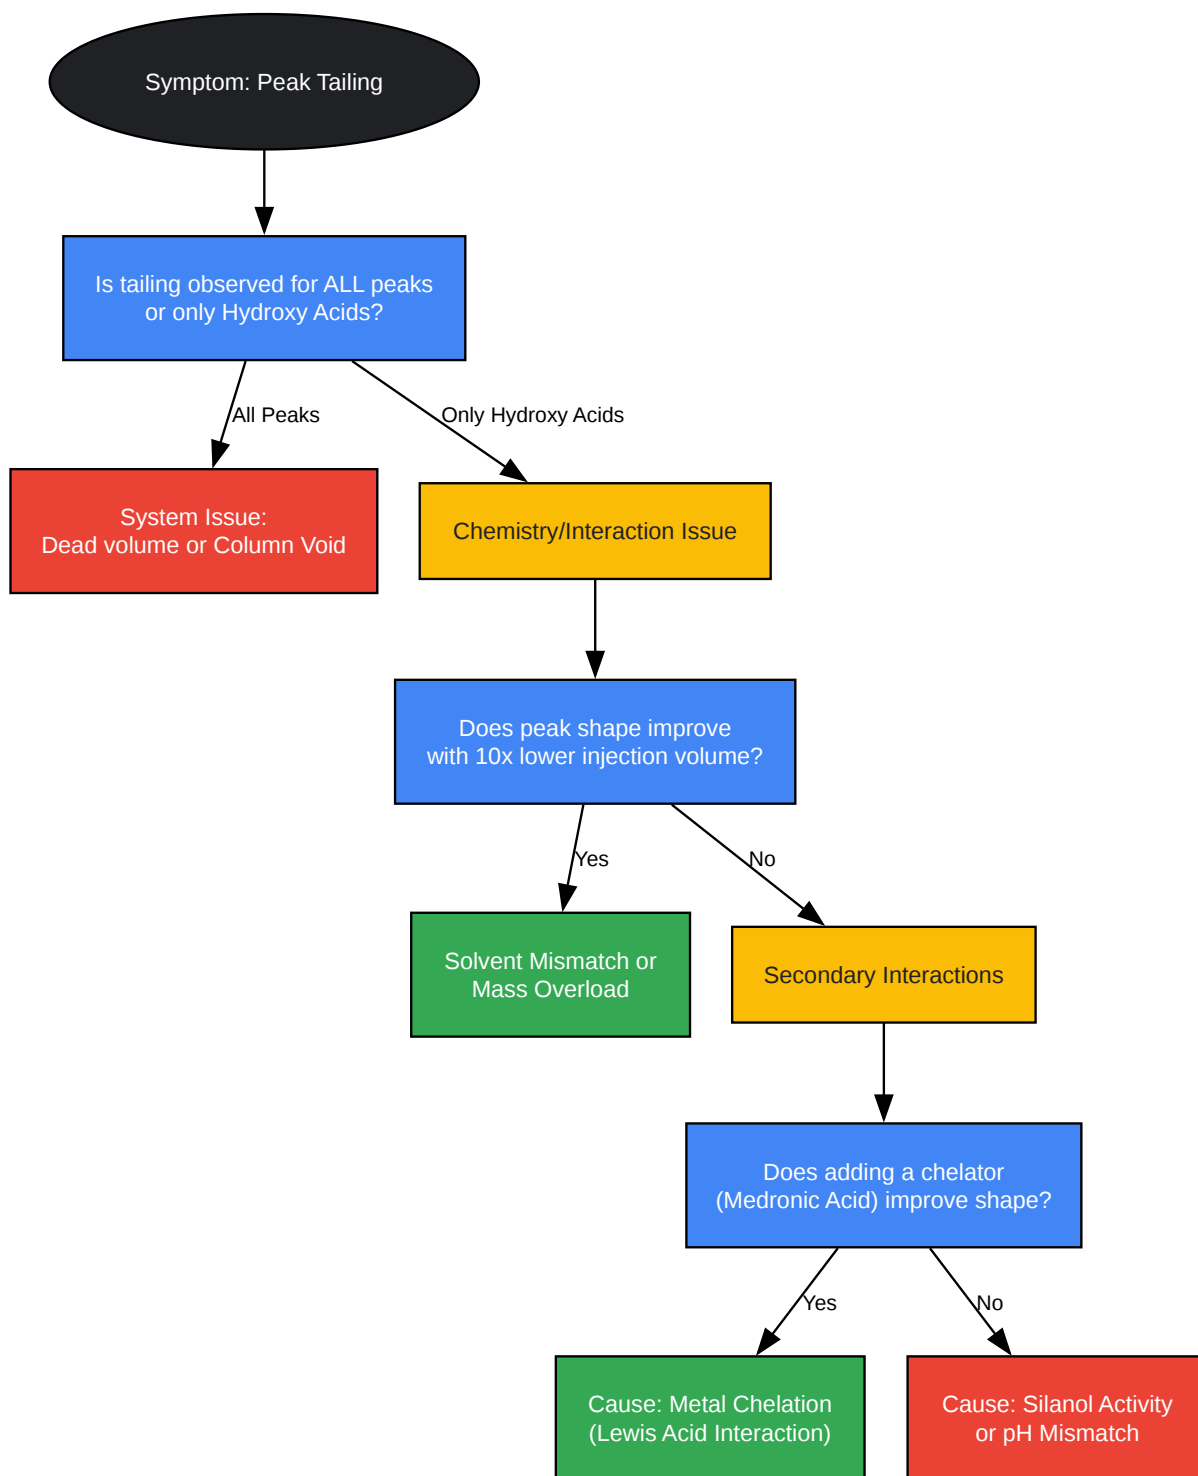 Symptom: Peak Tailing
Is tailing observed for ALL peaks
or only Hydroxy Acids?
All Peaks
Only Hydroxy Acids
System Issue:
Dead volume or Column Void
Chemistry/Interaction Issue
Does peak shape improve
with 10x lower injection volume?
Yes
No
Solvent Mismatch or
Mass Overload
Secondary Interactions
Does adding a chelator
(Medronic Acid) improve shape?
Yes
No
Cause: Metal Chelation
(Lewis Acid Interaction)
Cause: Silanol Activity
or pH Mismatch